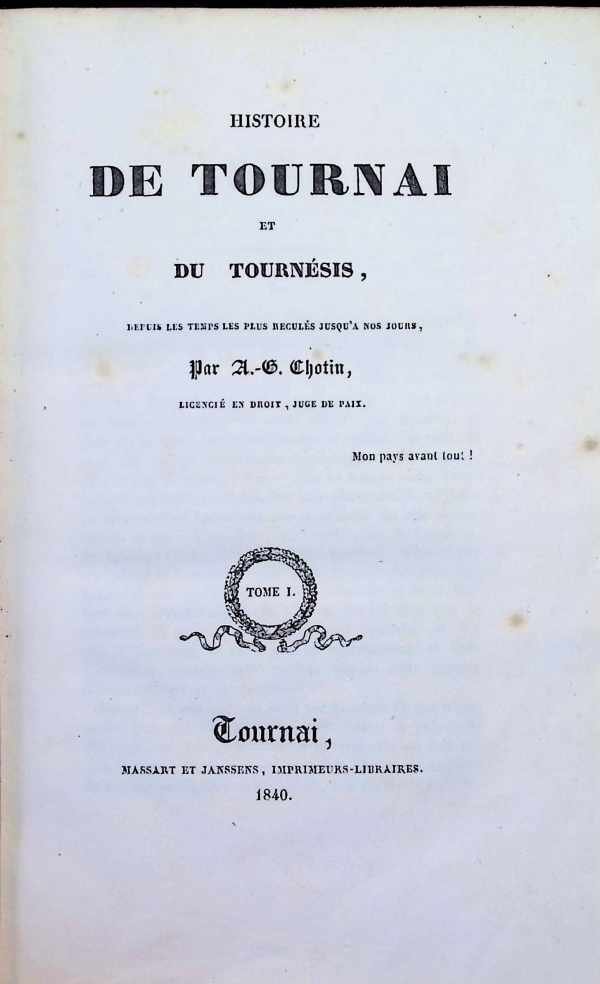 HISTOIRE
DE TOURNAI
ET
DU TOURNÉSIS,
DEPUIS LES TEMPS LES PLUS RECULÉS JUSQU'A NOS JOURS,
Par A.-G. Chotin,
LICENCIÉ EN DROIT, JUGE DE PAIX.
Mon pays avant tout !
TOME I.
Tournai,
MASSART ET JANSSENS, IMPRIMEURS-LIBRAIRES.
1840.